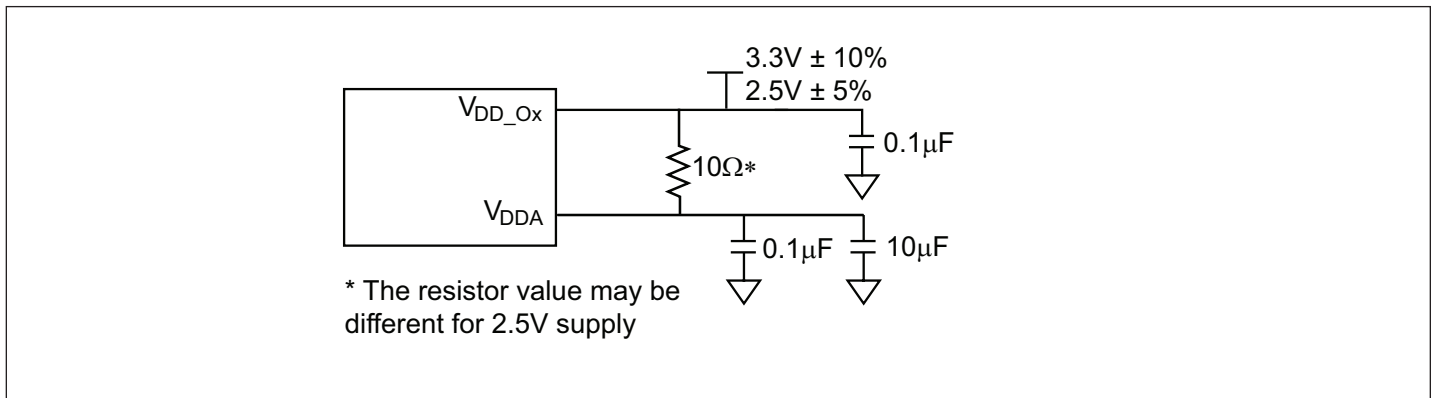 3.3V ± 10%
2.5V ± 5%
VDD_Ox
0.1μF
10Ω*
VDDA
0.1μF
10μF
* The resistor value may be
different for 2.5V supply